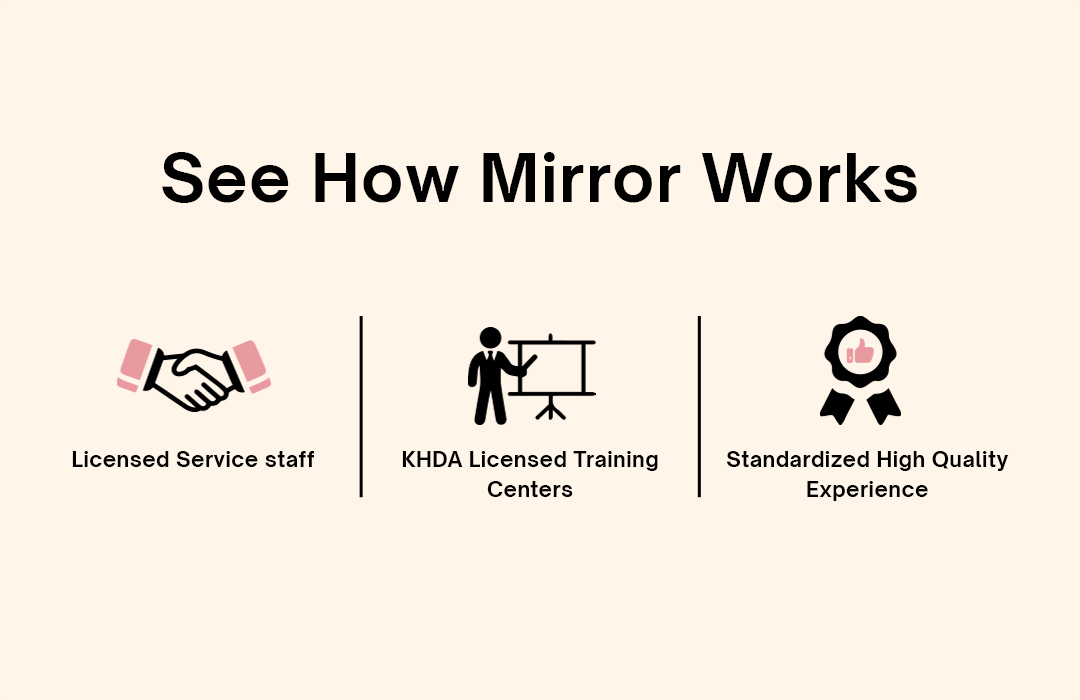 See How Mirror Works
Licensed Service staff
KHDA Licensed Training
Centers
Standardized High Quality
Experience